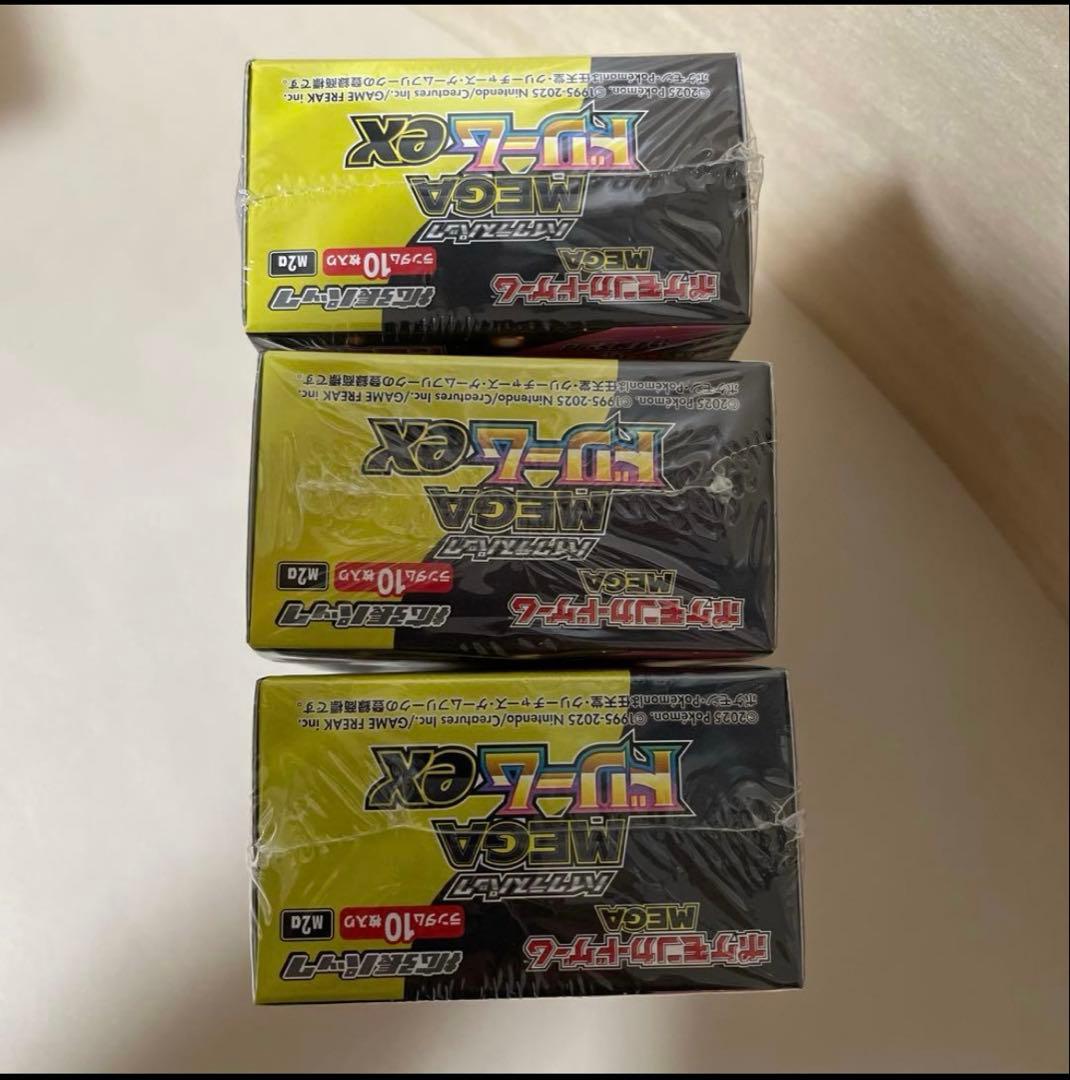 ポケモンカードゲーム
MEGA
拡張パック
ランダム10枚入り
M2a
ハイクラスパック
MEGA
ドリームex
©2025 Pokémon. ©1995-2025 Nintendo/Creatures Inc./GAME FREAK inc.
ポケモン・Pokémonは任天堂・クリーチャーズ・ゲームフリークの登録商標です。
ポケモンカードゲーム
MEGA
拡張パック
ランダム10枚入り
M2a
ハイクラスパック
MEGA
ドリームex
©2025 Pokémon. ©1995-2025 Nintendo/Creatures Inc./GAME FREAK inc.
ポケモン・Pokémonは任天堂・クリーチャーズ・ゲームフリークの登録商標です。
ポケモンカードゲーム
MEGA
拡張パック
ランダム10枚入り
M2a
ハイクラスパック
MEGA
ドリームex
©2025 Pokémon. ©1995-2025 Nintendo/Creatures Inc./GAME FREAK inc.
ポケモン・Pokémonは任天堂・クリーチャーズ・ゲームフリークの登録商標です。